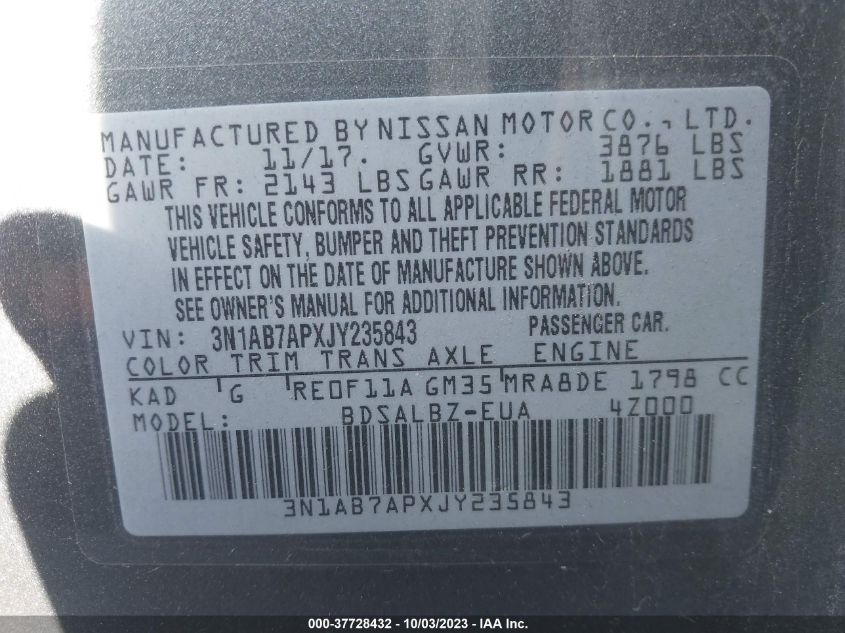 MANUFACTURED BY NISSAN MOTOR CO., LTD.
DATE: 11/17. GVWR: 3876 LBS
GAWR FR: 2143 LBS GAWR RR: 1881 LBS
THIS VEHICLE CONFORMS TO ALL APPLICABLE FEDERAL MOTOR
VEHICLE SAFETY, BUMPER AND THEFT PREVENTION STANDARDS
IN EFFECT ON THE DATE OF MANUFACTURE SHOWN ABOVE.
SEE OWNER'S MANUAL FOR ADDITIONAL INFORMATION.
VIN: 3N1AB7APXJY235843 PASSENGER CAR.
COLOR TRIM TRANS AXLE ENGINE
KAD G RE0F11A GM35 MRA8DE 1798 CC
MODEL: BDSALBZ-EUA 4Z000
3N1AB7APXJY235843
000-37728432 - 10/03/2023 - IAA Inc.